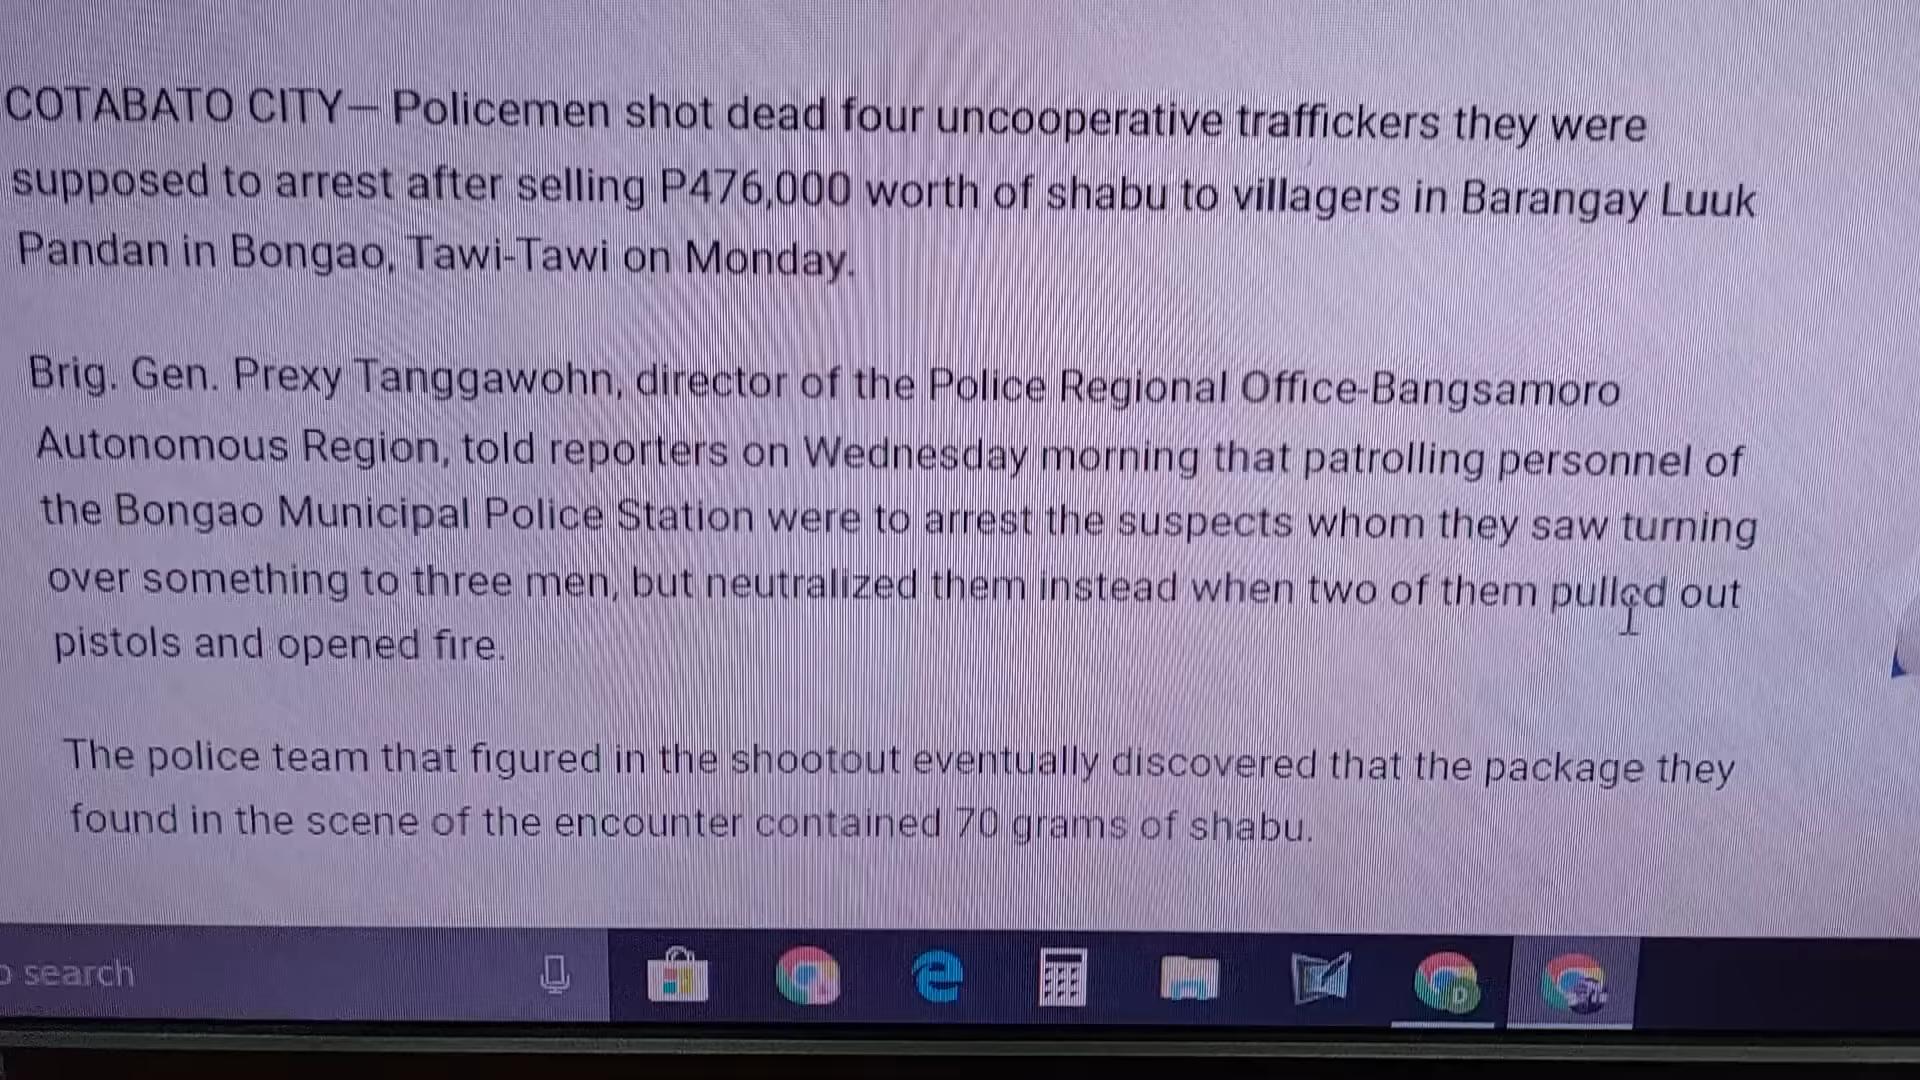 COTABATO CITY— Policemen shot dead four uncooperative traffickers they were
supposed to arrest after selling P476,000 worth of shabu to villagers in Barangay Luuk
Pandan in Bongao, Tawi-Tawi on Monday.
Brig. Gen. Prexy Tanggawohn, director of the Police Regional Office-Bangsamoro
Autonomous Region, told reporters on Wednesday morning that patrolling personnel of
the Bongao Municipal Police Station were to arrest the suspects whom they saw turning
over something to three men, but neutralized them instead when two of them pulled out
pistols and opened fire.
The police team that figured in the shootout eventually discovered that the package they
found in the scene of the encounter contained 70 grams of shabu.
o search
D